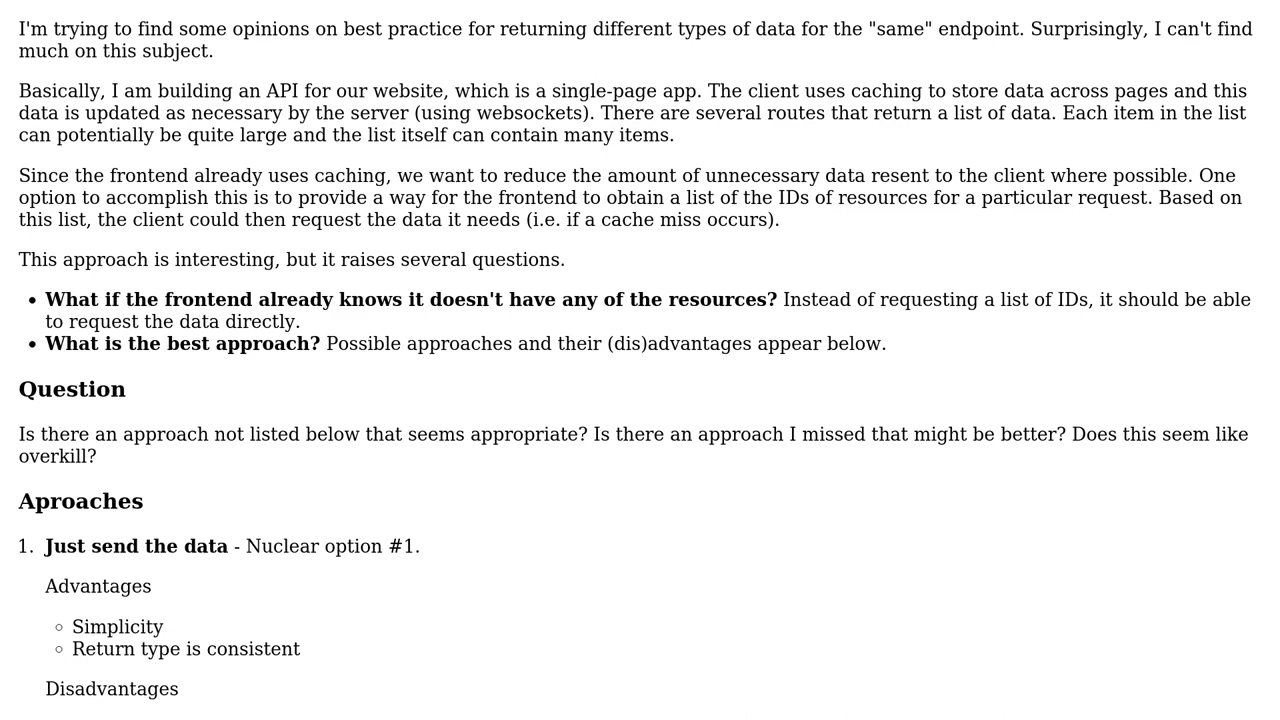 I'm trying to find some opinions on best practice for returning different types of data for the "same" endpoint. Surprisingly, I can't find
much on this subject.
Basically, I am building an API for our website, which is a single-page app. The client uses caching to store data across pages and this
data is updated as necessary by the server (using websockets). There are several routes that return a list of data. Each item in the list
can potentially be quite large and the list itself can contain many items.
Since the frontend already uses caching, we want to reduce the amount of unnecessary data resent to the client where possible. One
option to accomplish this is to provide a way for the frontend to obtain a list of the IDs of resources for a particular request. Based on
this list, the client could then request the data it needs (i.e. if a cache miss occurs).
This approach is interesting, but it raises several questions.
• What if the frontend already knows it doesn't have any of the resources? Instead of requesting a list of IDs, it should be able
to request the data directly.
• What is the best approach? Possible approaches and their (dis)advantages appear below.
Question
Is there an approach not listed below that seems appropriate? Is there an approach I missed that might be better? Does this seem like
overkill?
Aproaches
1. Just send the data - Nuclear option #1.
Advantages
◦ Simplicity
◦ Return type is consistent
Disadvantages